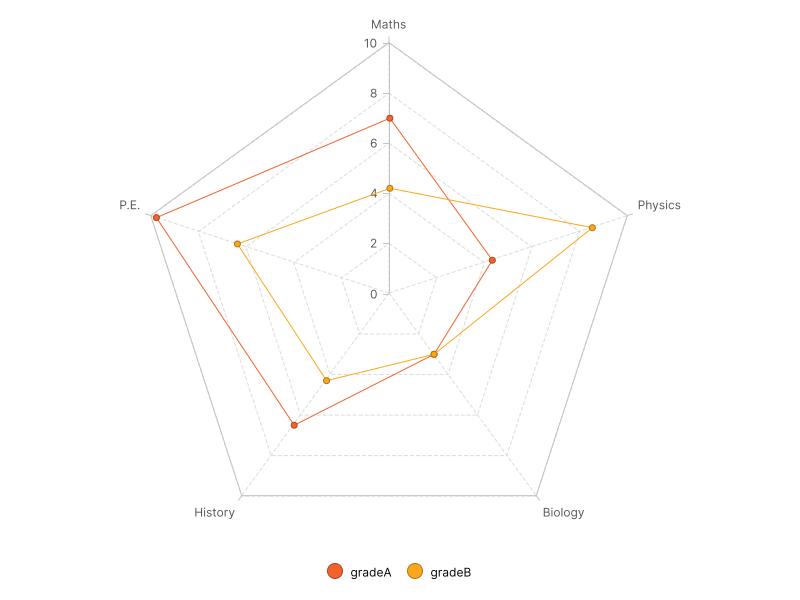 Maths
10
8
6
4
2
0
P.E.
Physics
History
Biology
gradeA
gradeB